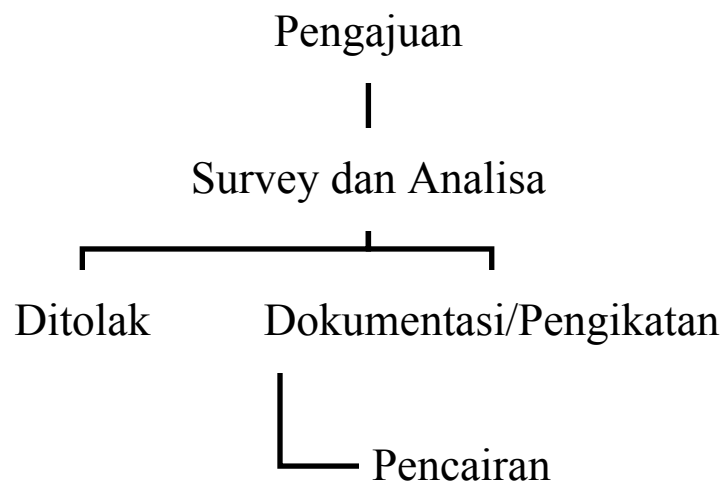 Pengajuan
Survey dan Analisa
Ditolak Dokumentasi/Pengikatan
Pencairan